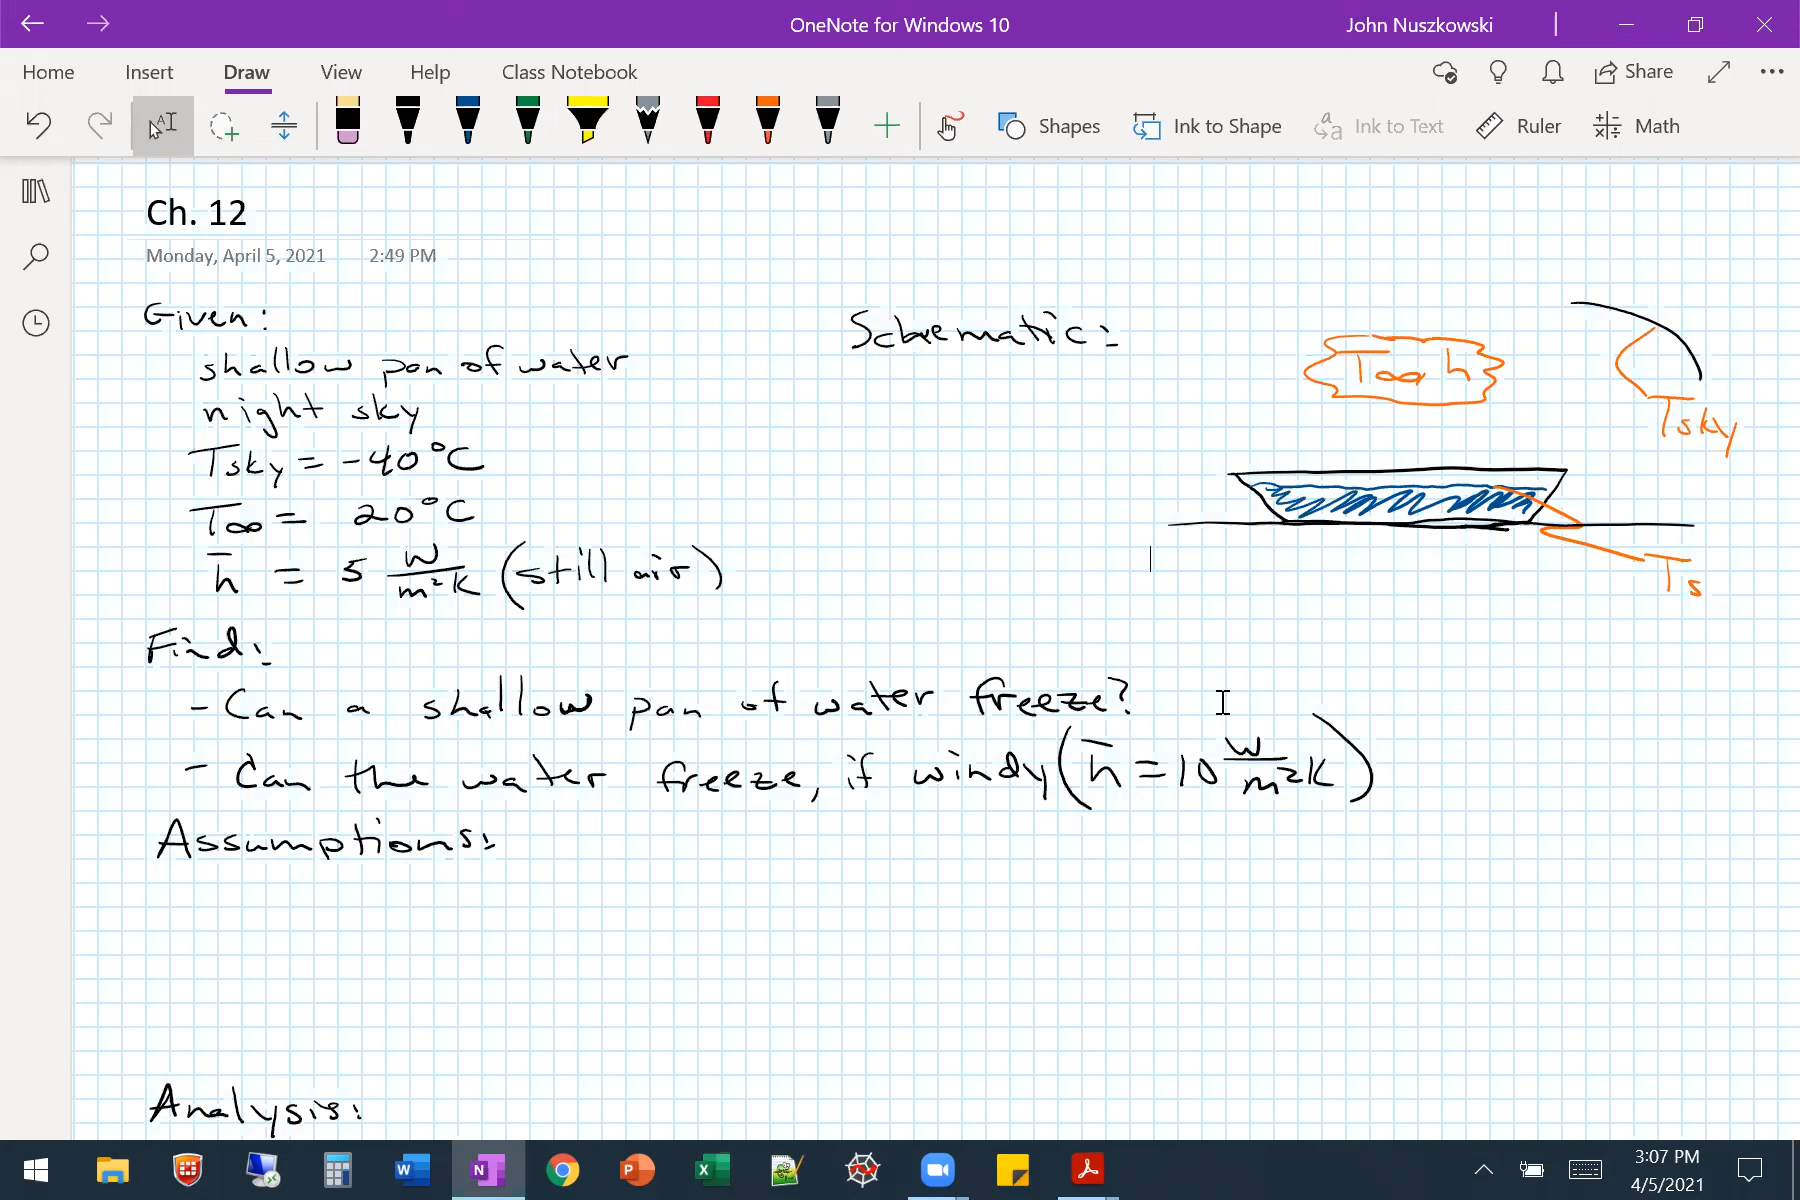 OneNote for Windows 10
John Nuszkowski
Home Insert Draw View Help Class Notebook
Share
Shapes Ink to Shape Ink to Text Ruler Math
Ch. 12
Monday, April 5, 2021 2:49 PM
Given:
shallow pan of water
night sky
Tsky = -40°C
T∞ = 20°C
h̄ = 5 W/m²K (still air)
Schematic:
T∞ h
Tsky
Ts
Find:
- Can a shallow pan of water freeze?
- Can the water freeze, if windy (h̄ = 10 W/m²K)
Assumptions:
Analysis:
3:07 PM
4/5/2021